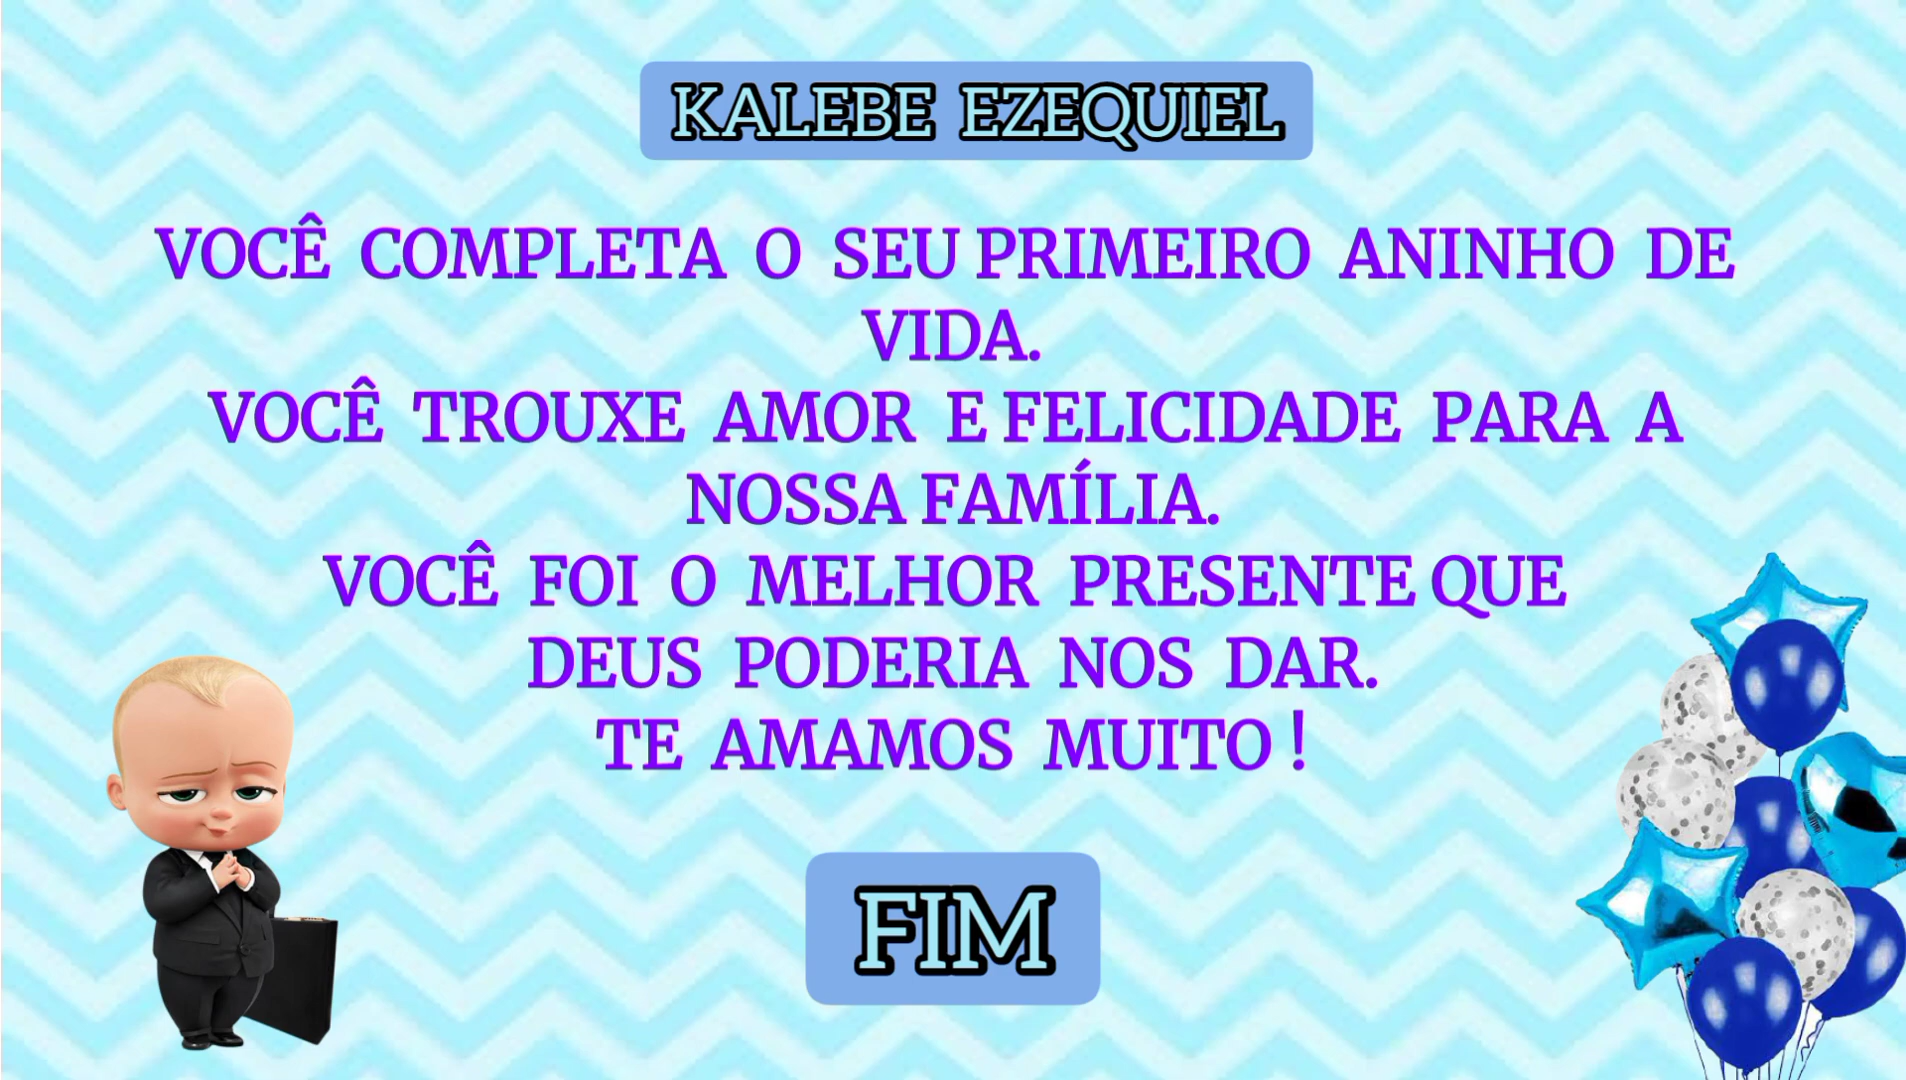 KALEBE EZEQUIEL
VOCÊ COMPLETA O SEU PRIMEIRO ANINHO DE
VIDA.
VOCÊ TROUXE AMOR E FELICIDADE PARA A
NOSSA FAMÍLIA.
VOCÊ FOI O MELHOR PRESENTE QUE
DEUS PODERIA NOS DAR.
TE AMAMOS MUITO !
FIM